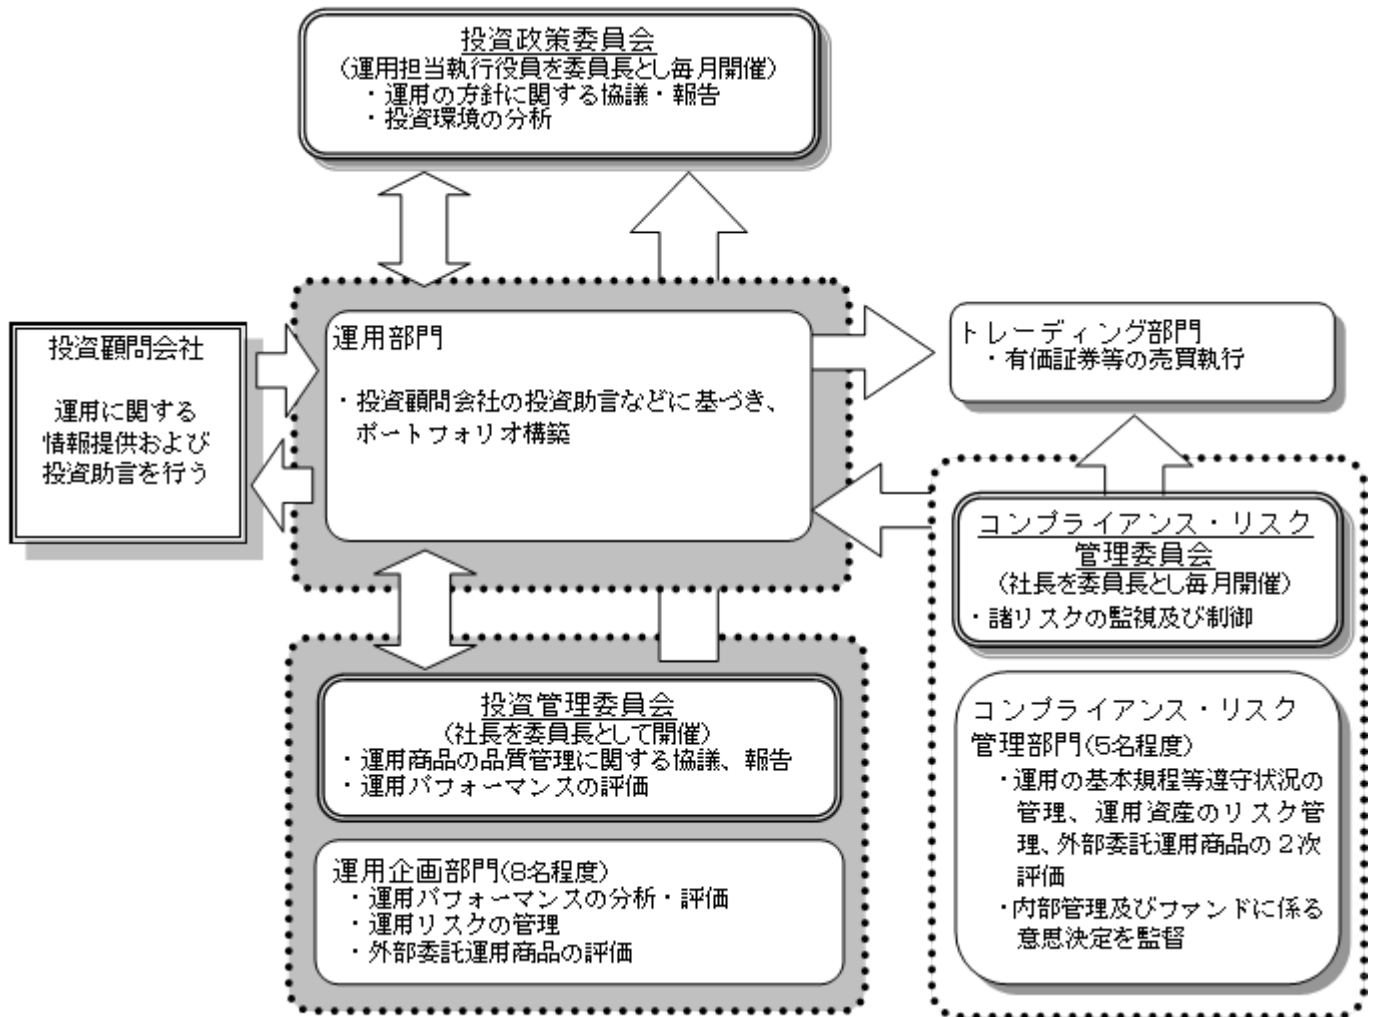 投資政策委員会
(運用担当執行役員を委員長とし毎月開催)
・運用の方針に関する協議・報告
・投資環境の分析
投資顧問会社
運用に関する
情報提供および
投資助言を行う
運用部門
・投資顧問会社の投資助言などに基づき、
ポートフォリオ構築
トレーディング部門
・有価証券等の売買執行
コンプライアンス・リスク
管理委員会
(社長を委員長とし毎月開催)
・諸リスクの監視及び制御
コンプライアンス・リスク
管理部門(5名程度)
・運用の基本規程等遵守状況の
管理、運用資産のリスク管
理、外部委託運用商品の2次
評価
・内部管理及びファンドに係る
意思決定を監督
投資管理委員会
(社長を委員長として開催)
・運用商品の品質管理に関する協議、報告
・運用パフォーマンスの評価
運用企画部門(8名程度)
・運用パフォーマンスの分析・評価
・運用リスクの管理
・外部委託運用商品の評価